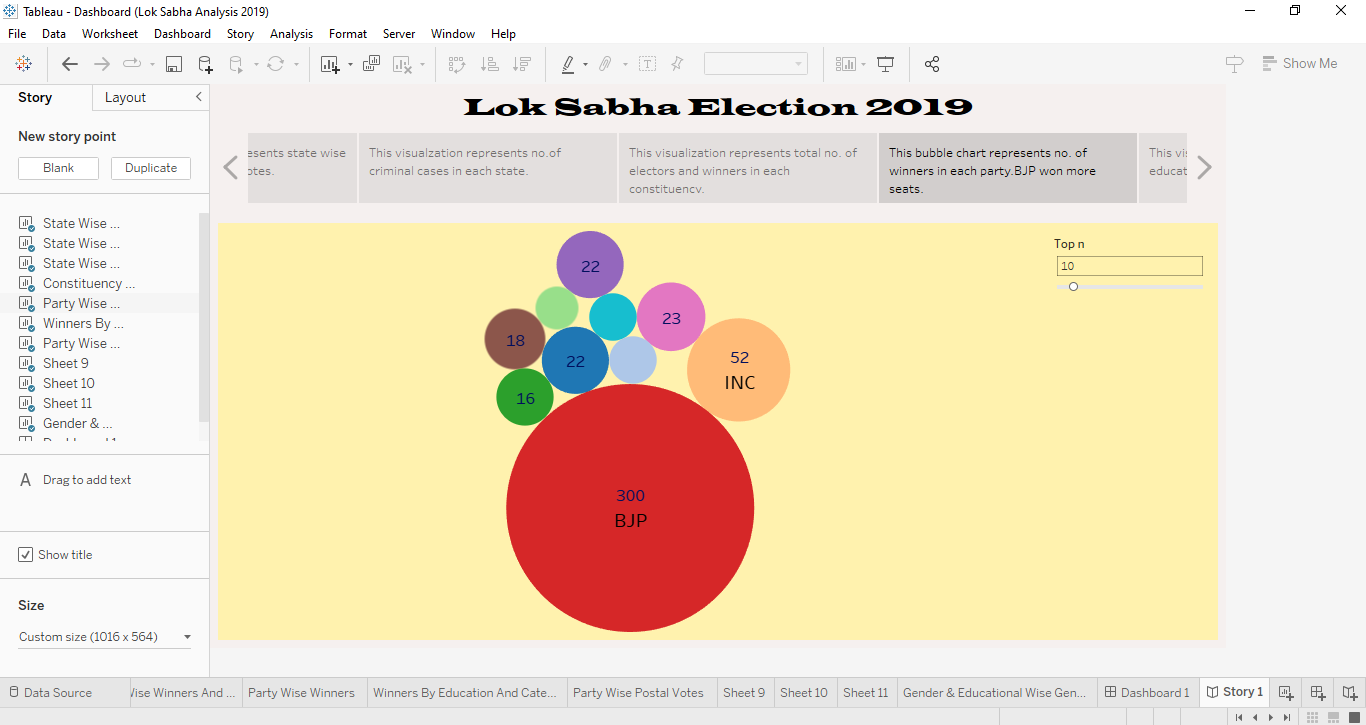 Tableau - Dashboard (Lok Sabha Analysis 2019)
File Data Worksheet Dashboard Story Analysis Format Server Window Help
Show Me
Story Layout
New story point
Blank Duplicate
State Wise ...
State Wise ...
State Wise ...
Constituency ...
Party Wise ...
Winners By ...
Party Wise ...
Sheet 9
Sheet 10
Sheet 11
Gender & ...
A Drag to add text
Show title
Size
Custom size (1016 x 564)
Lok Sabha Election 2019
state wise
This visualzation represents no.of
criminal cases in each state.
This visualization represents total no. of
electors and winners in each
constituency.
This bubble chart represents no. of
winners in each party.BJP won more
seats.
This
Top n
10
22
23
18
22
52
INC
16
300
BJP
Data Source Winners And ... Party Wise Winners Winners By Education And Cate... Party Wise Postal Votes Sheet 9 Sheet 10 Sheet 11 Gender & Educational Wise Gen... Dashboard 1 Story 1